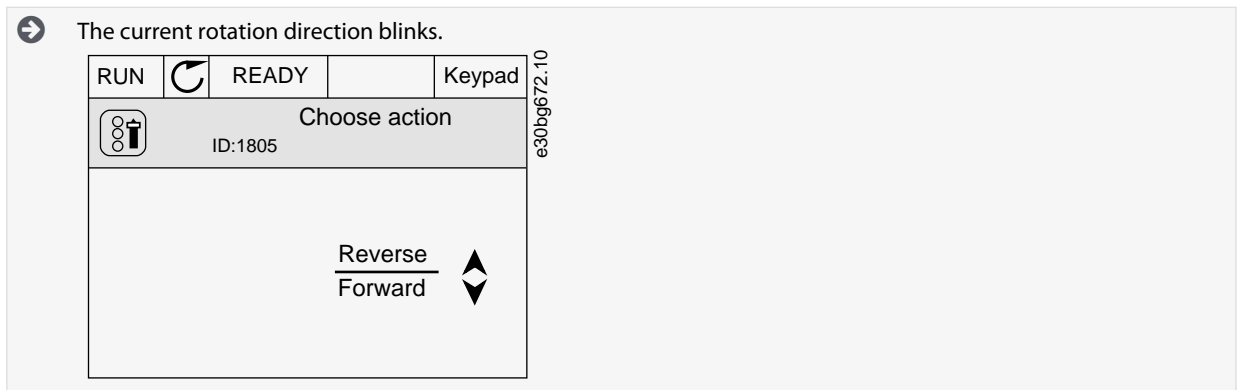 The current rotation direction blinks.
RUN READY Keypad
Choose action
ID:1805
Reverse
Forward
e30bg672.10